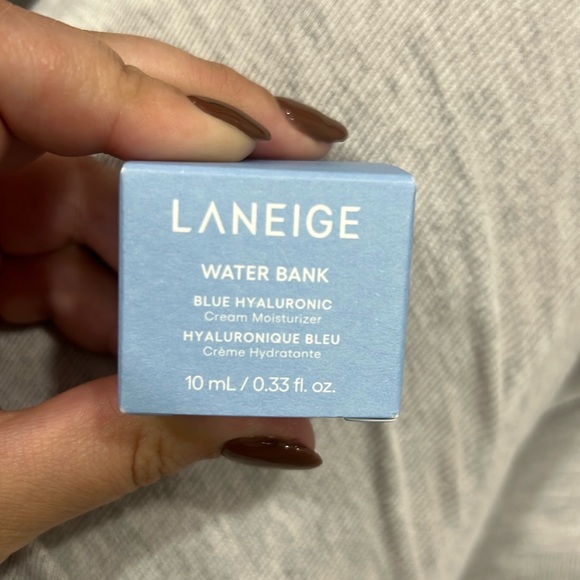 LANEIGE
WATER BANK
BLUE HYALURONIC
Cream Moisturizer
HYALURONIQUE BLEU
Crème Hydratante
10 mL / 0.33 fl. oz.